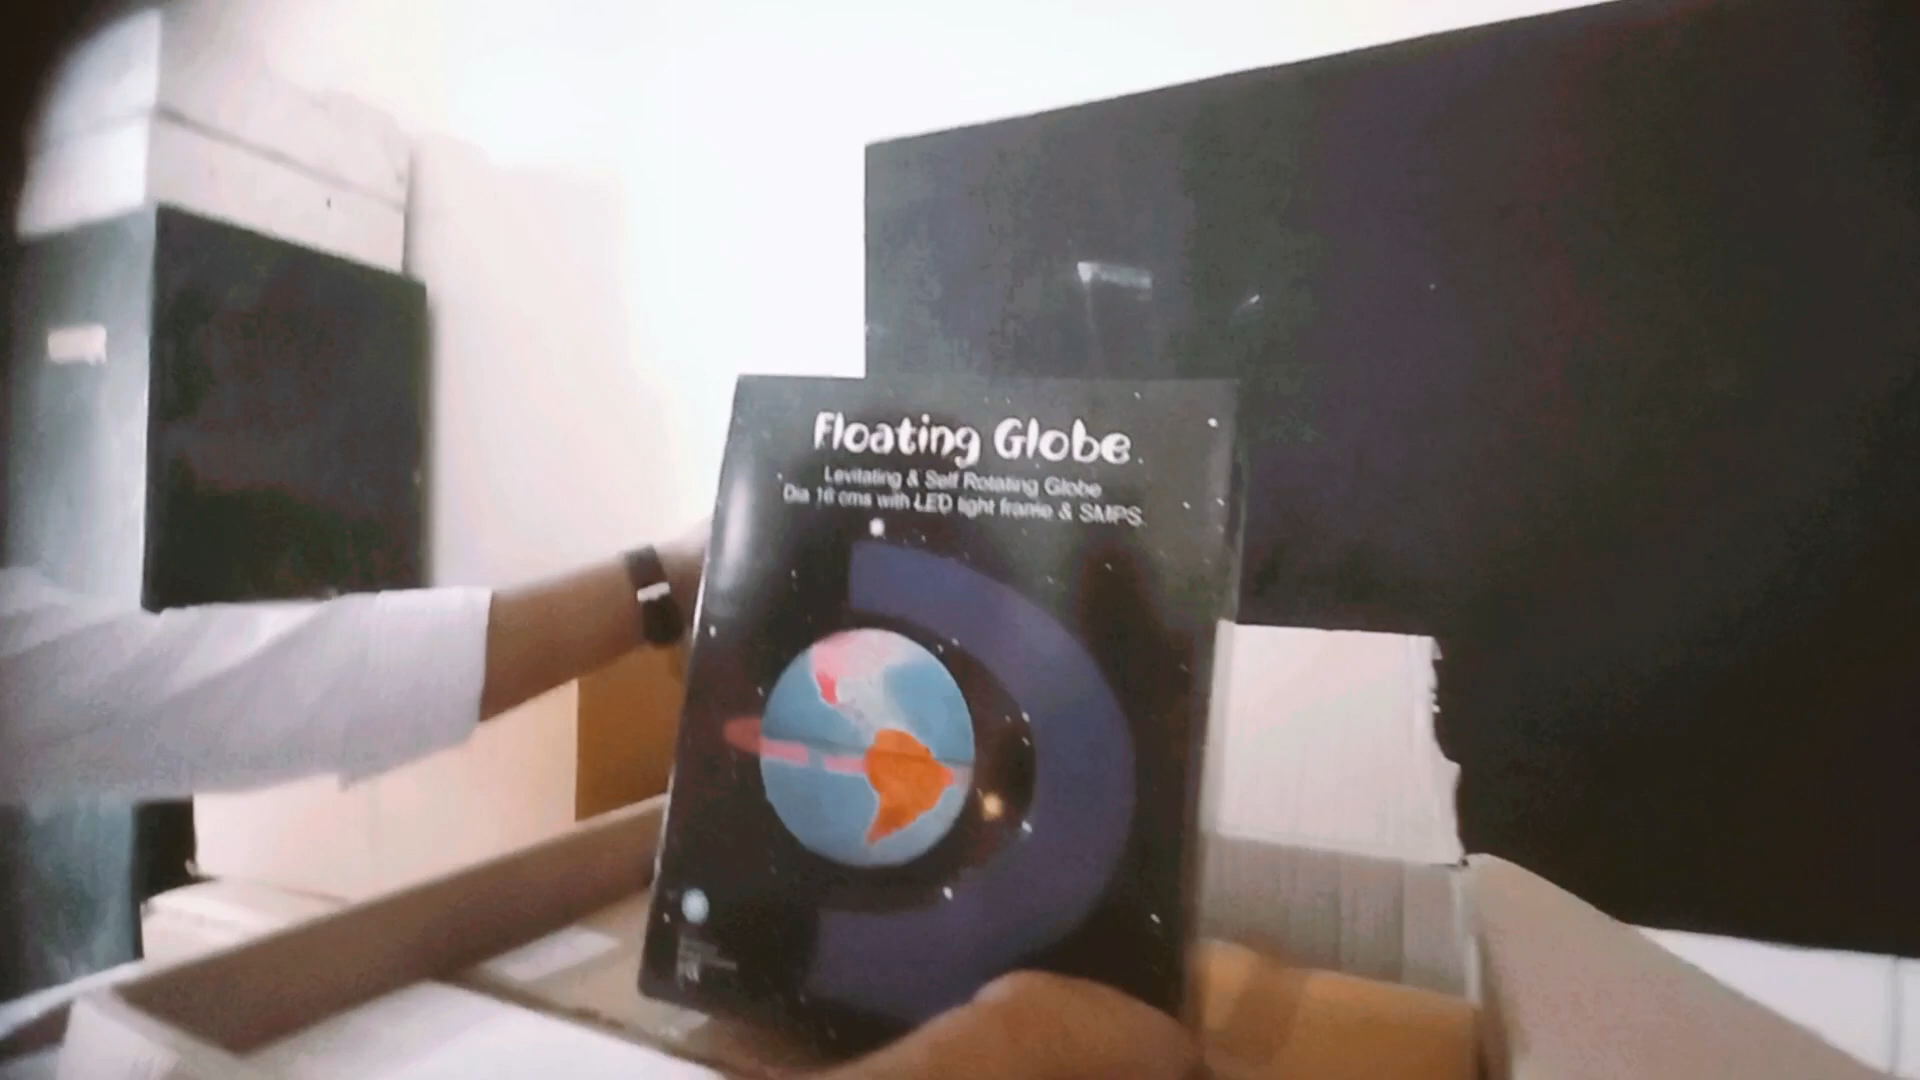 Floating Globe
Levitating & Self Rotating Globe
Dia 16 cms with LED light frame & SMPS